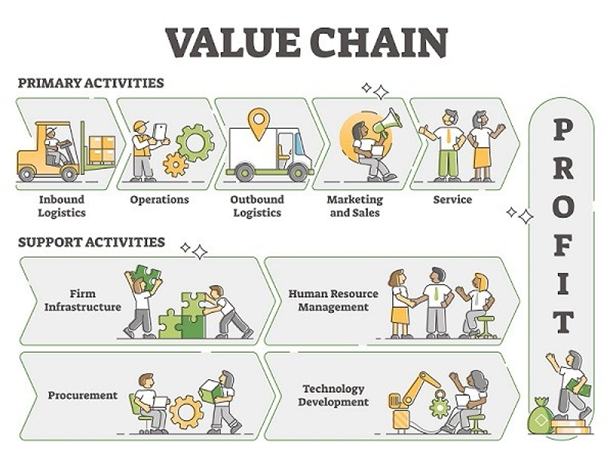 VALUE CHAIN
PRIMARY ACTIVITIES
Inbound
Logistics
Operations
Outbound
Logistics
Marketing
and Sales
Service
SUPPORT ACTIVITIES
Firm
Infrastructure
Human Resource
Management
Procurement
Technology
Development
PROFIT